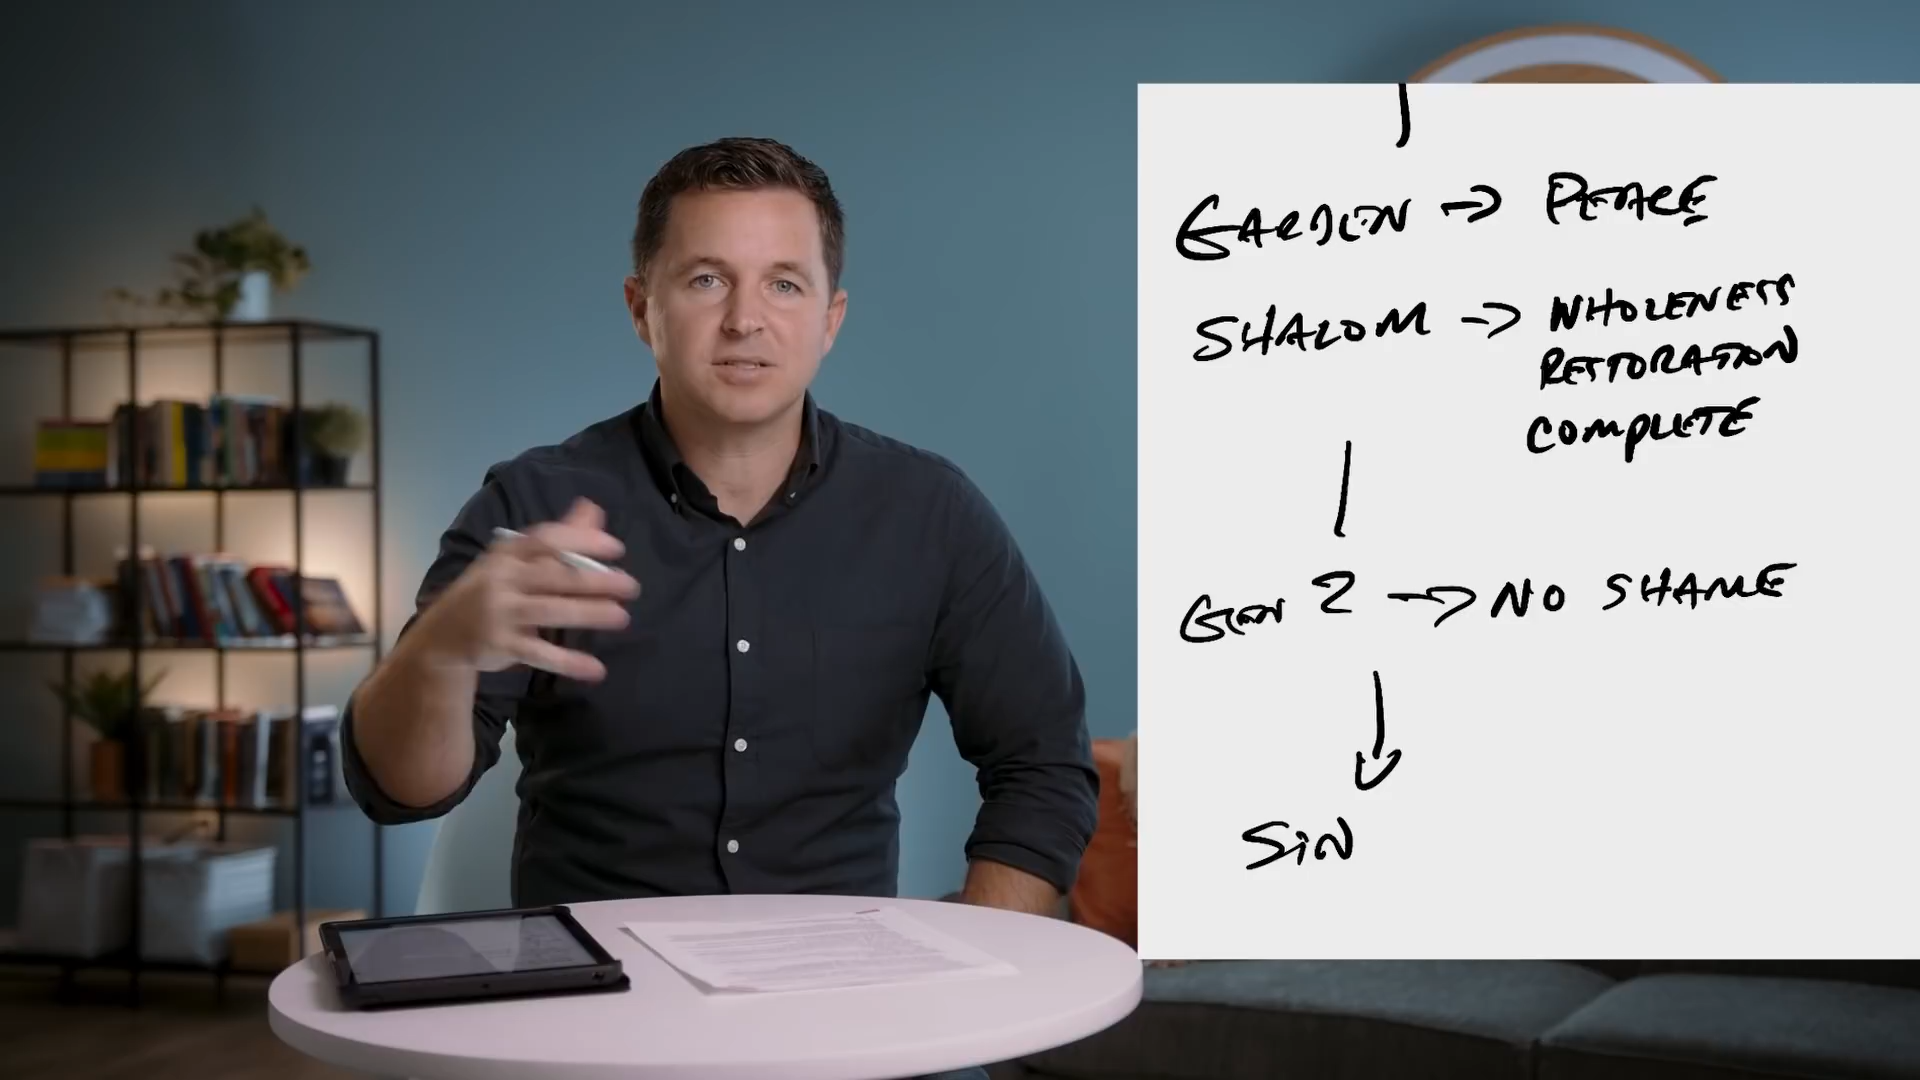 GARDEN → PEACE
SHALOM → WHOLENESS
RESTORATION
COMPLETE
GEN 2 → NO SHAME
SIN